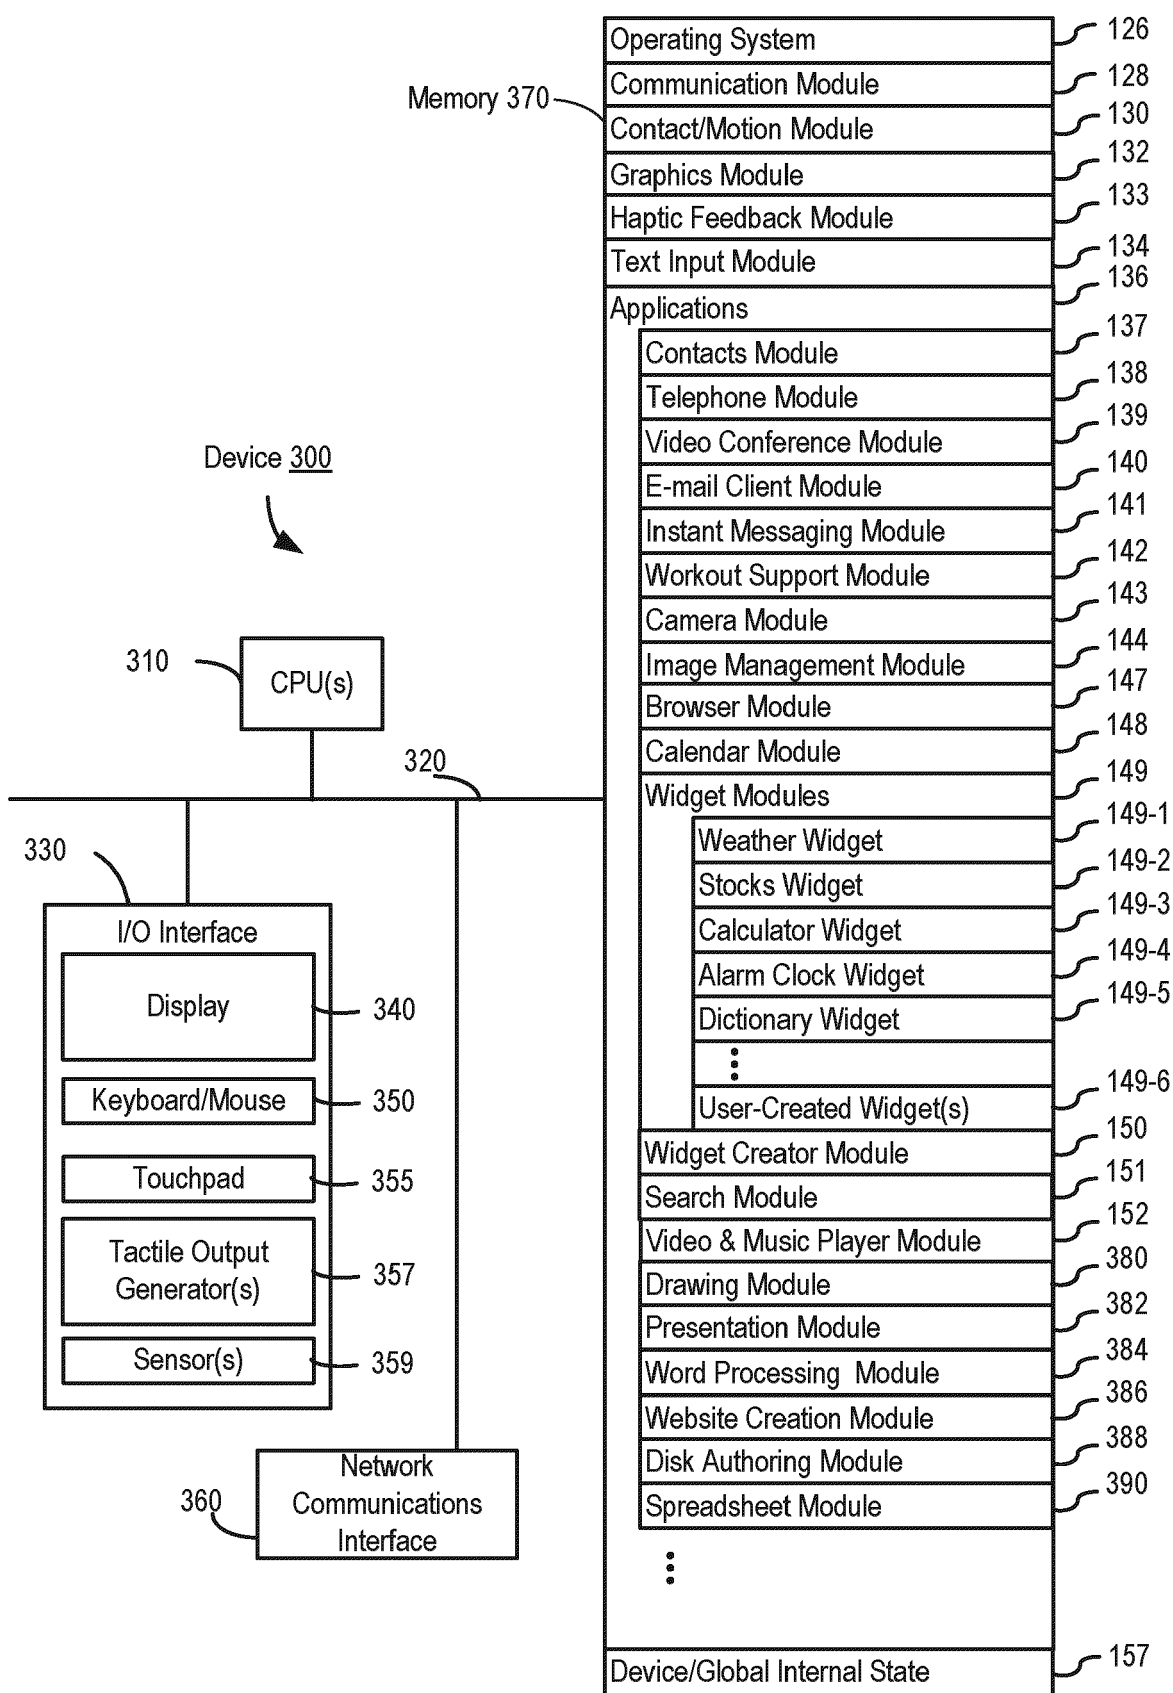 Memory 370
Operating System 126
Communication Module 128
Contact/Motion Module 130
Graphics Module 132
Haptic Feedback Module 133
Text Input Module 134
Applications 136
Contacts Module 137
Telephone Module 138
Video Conference Module 139
E-mail Client Module 140
Instant Messaging Module 141
Workout Support Module 142
Camera Module 143
Image Management Module 144
Browser Module 147
Calendar Module 148
Widget Modules 149
Weather Widget 149-1
Stocks Widget 149-2
Calculator Widget 149-3
Alarm Clock Widget 149-4
Dictionary Widget 149-5
User-Created Widget(s) 149-6
Widget Creator Module 150
Search Module 151
Video & Music Player Module 152
Drawing Module 380
Presentation Module 382
Word Processing Module 384
Website Creation Module 386
Disk Authoring Module 388
Spreadsheet Module 390
Device/Global Internal State 157
Device 300
310
CPU(s)
320
330
I/O Interface
Display 340
Keyboard/Mouse 350
Touchpad 355
Tactile Output
Generator(s) 357
Sensor(s) 359
360
Network
Communications
Interface